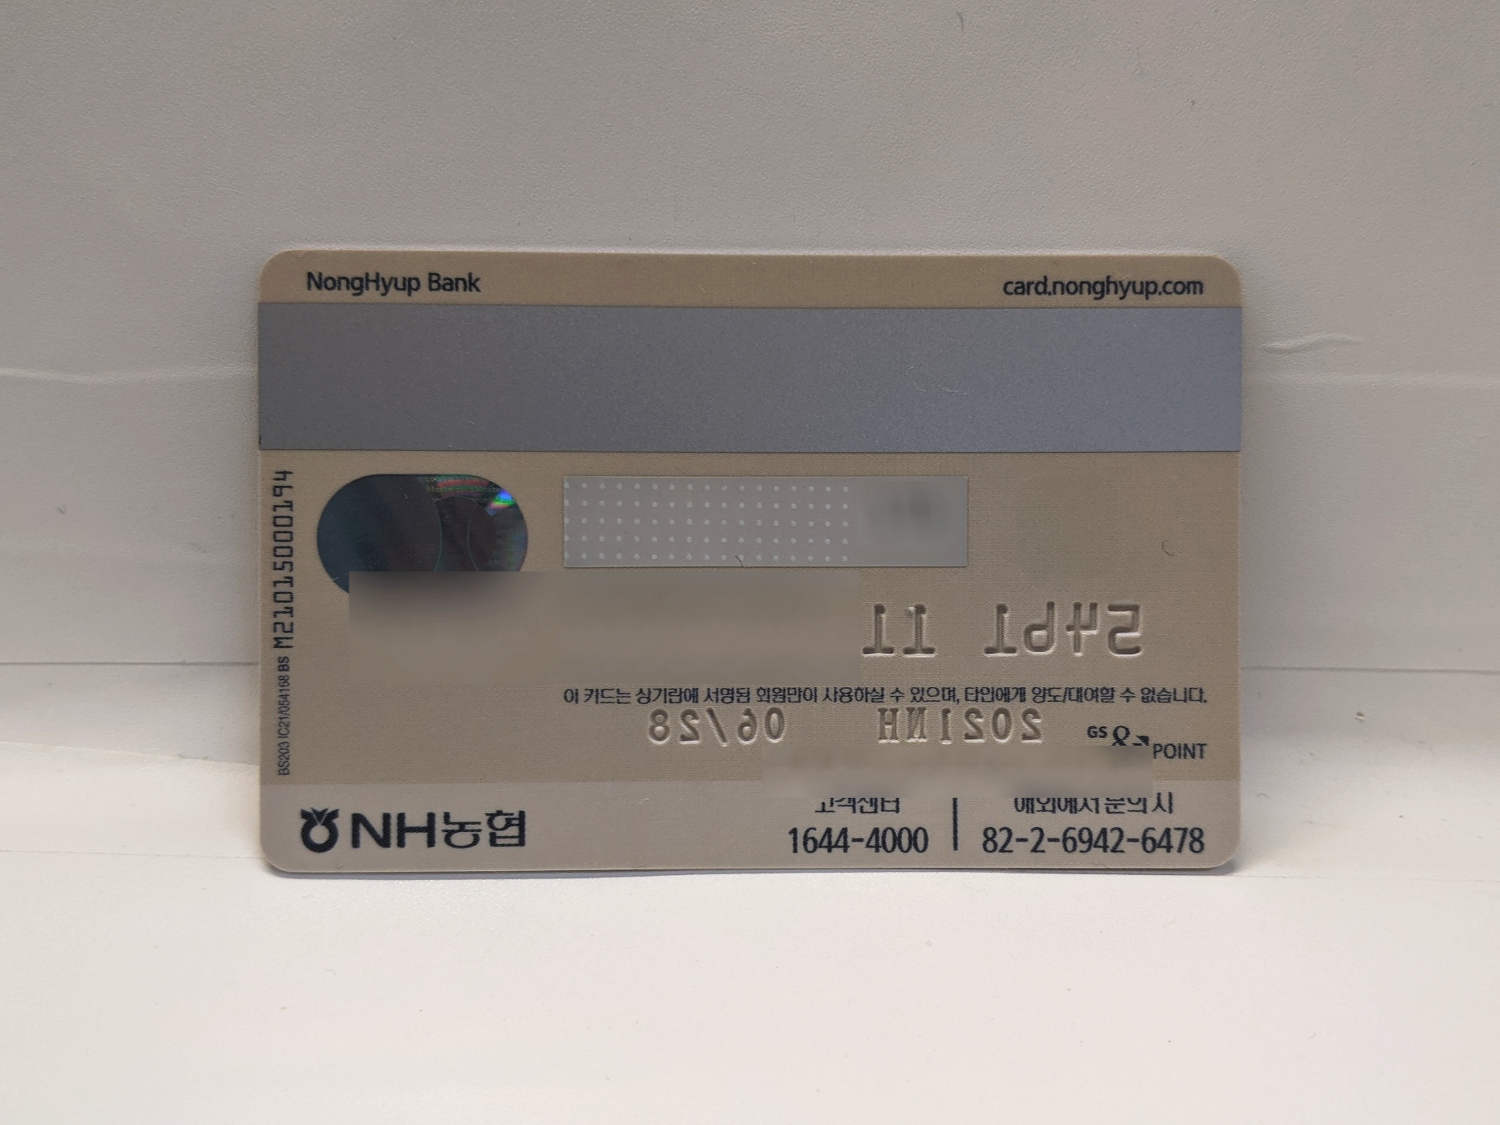 NongHyup Bank card.nonghyup.com
BS203 IC21/054168 BS M21015000194
5461 11
이 카드는 상기란에 서명된 회원만이 사용하실 수 있으며, 타인에게 양도/대여할 수 없습니다.
2021NH 06/28
GS& POINT
NH농협
고객센터
1644-4000
해외에서 문의 시
82-2-6942-6478